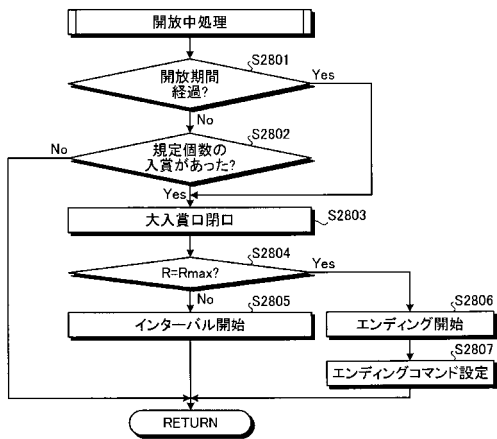 開放中処理
S2801
開放期間
経過?
Yes
No
S2802
規定個数の
入賞があった?
No
Yes
大入賞口閉口
S2803
S2804
R=Rmax?
Yes
No
S2805
インターバル開始
S2806
エンディング開始
S2807
エンディングコマンド設定
RETURN